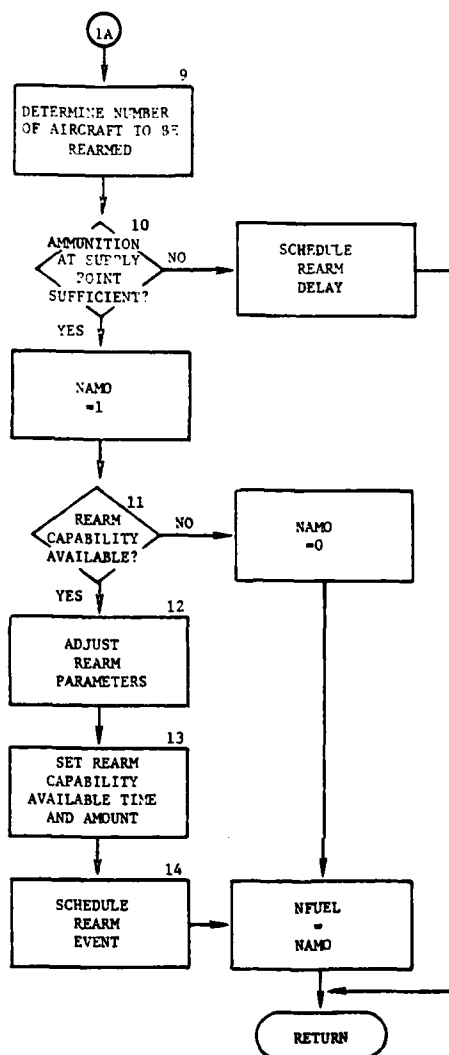 1A
9
DETERMINE NUMBER
OF AIRCRAFT TO BE
REARMED
10
AMMUNITION
AT SUPPLY
POINT
SUFFICIENT?
NO
SCHEDULE
REARM
DELAY
YES
NAMO
=1
11
REARM
CAPABILITY
AVAILABLE?
NO
NAMO
=0
YES
12
ADJUST
REARM
PARAMETERS
13
SET REARM
CAPABILITY
AVAILABLE TIME
AND AMOUNT
14
SCHEDULE
REARM
EVENT
NFUEL
=
NAMO
RETURN